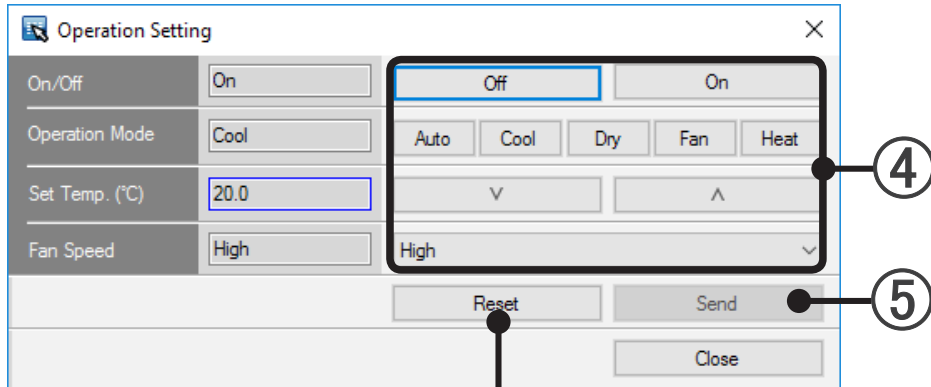 Operation Setting
On/Off On Off On
Operation Mode Cool Auto Cool Dry Fan Heat
Set Temp. (°C) 20.0 ∨ ∧
Fan Speed High High
Reset Send
Close
④
⑤